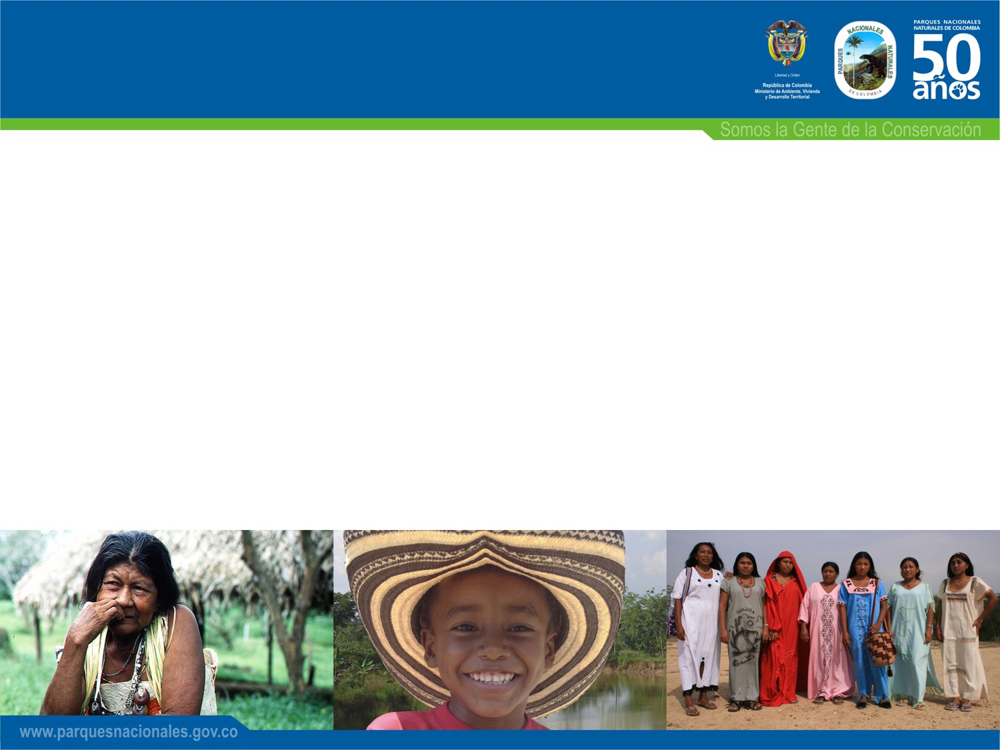 Libertad y Orden
República de Colombia
Ministerio de Ambiente, Vivienda
y Desarrollo Territorial
PARQUES NACIONALES NATURALES
DE COLOMBIA
PARQUES NACIONALES
NATURALES DE COLOMBIA
50
años
Somos la Gente de la Conservación
GUAJIRA
www.parquesnacionales.gov.co